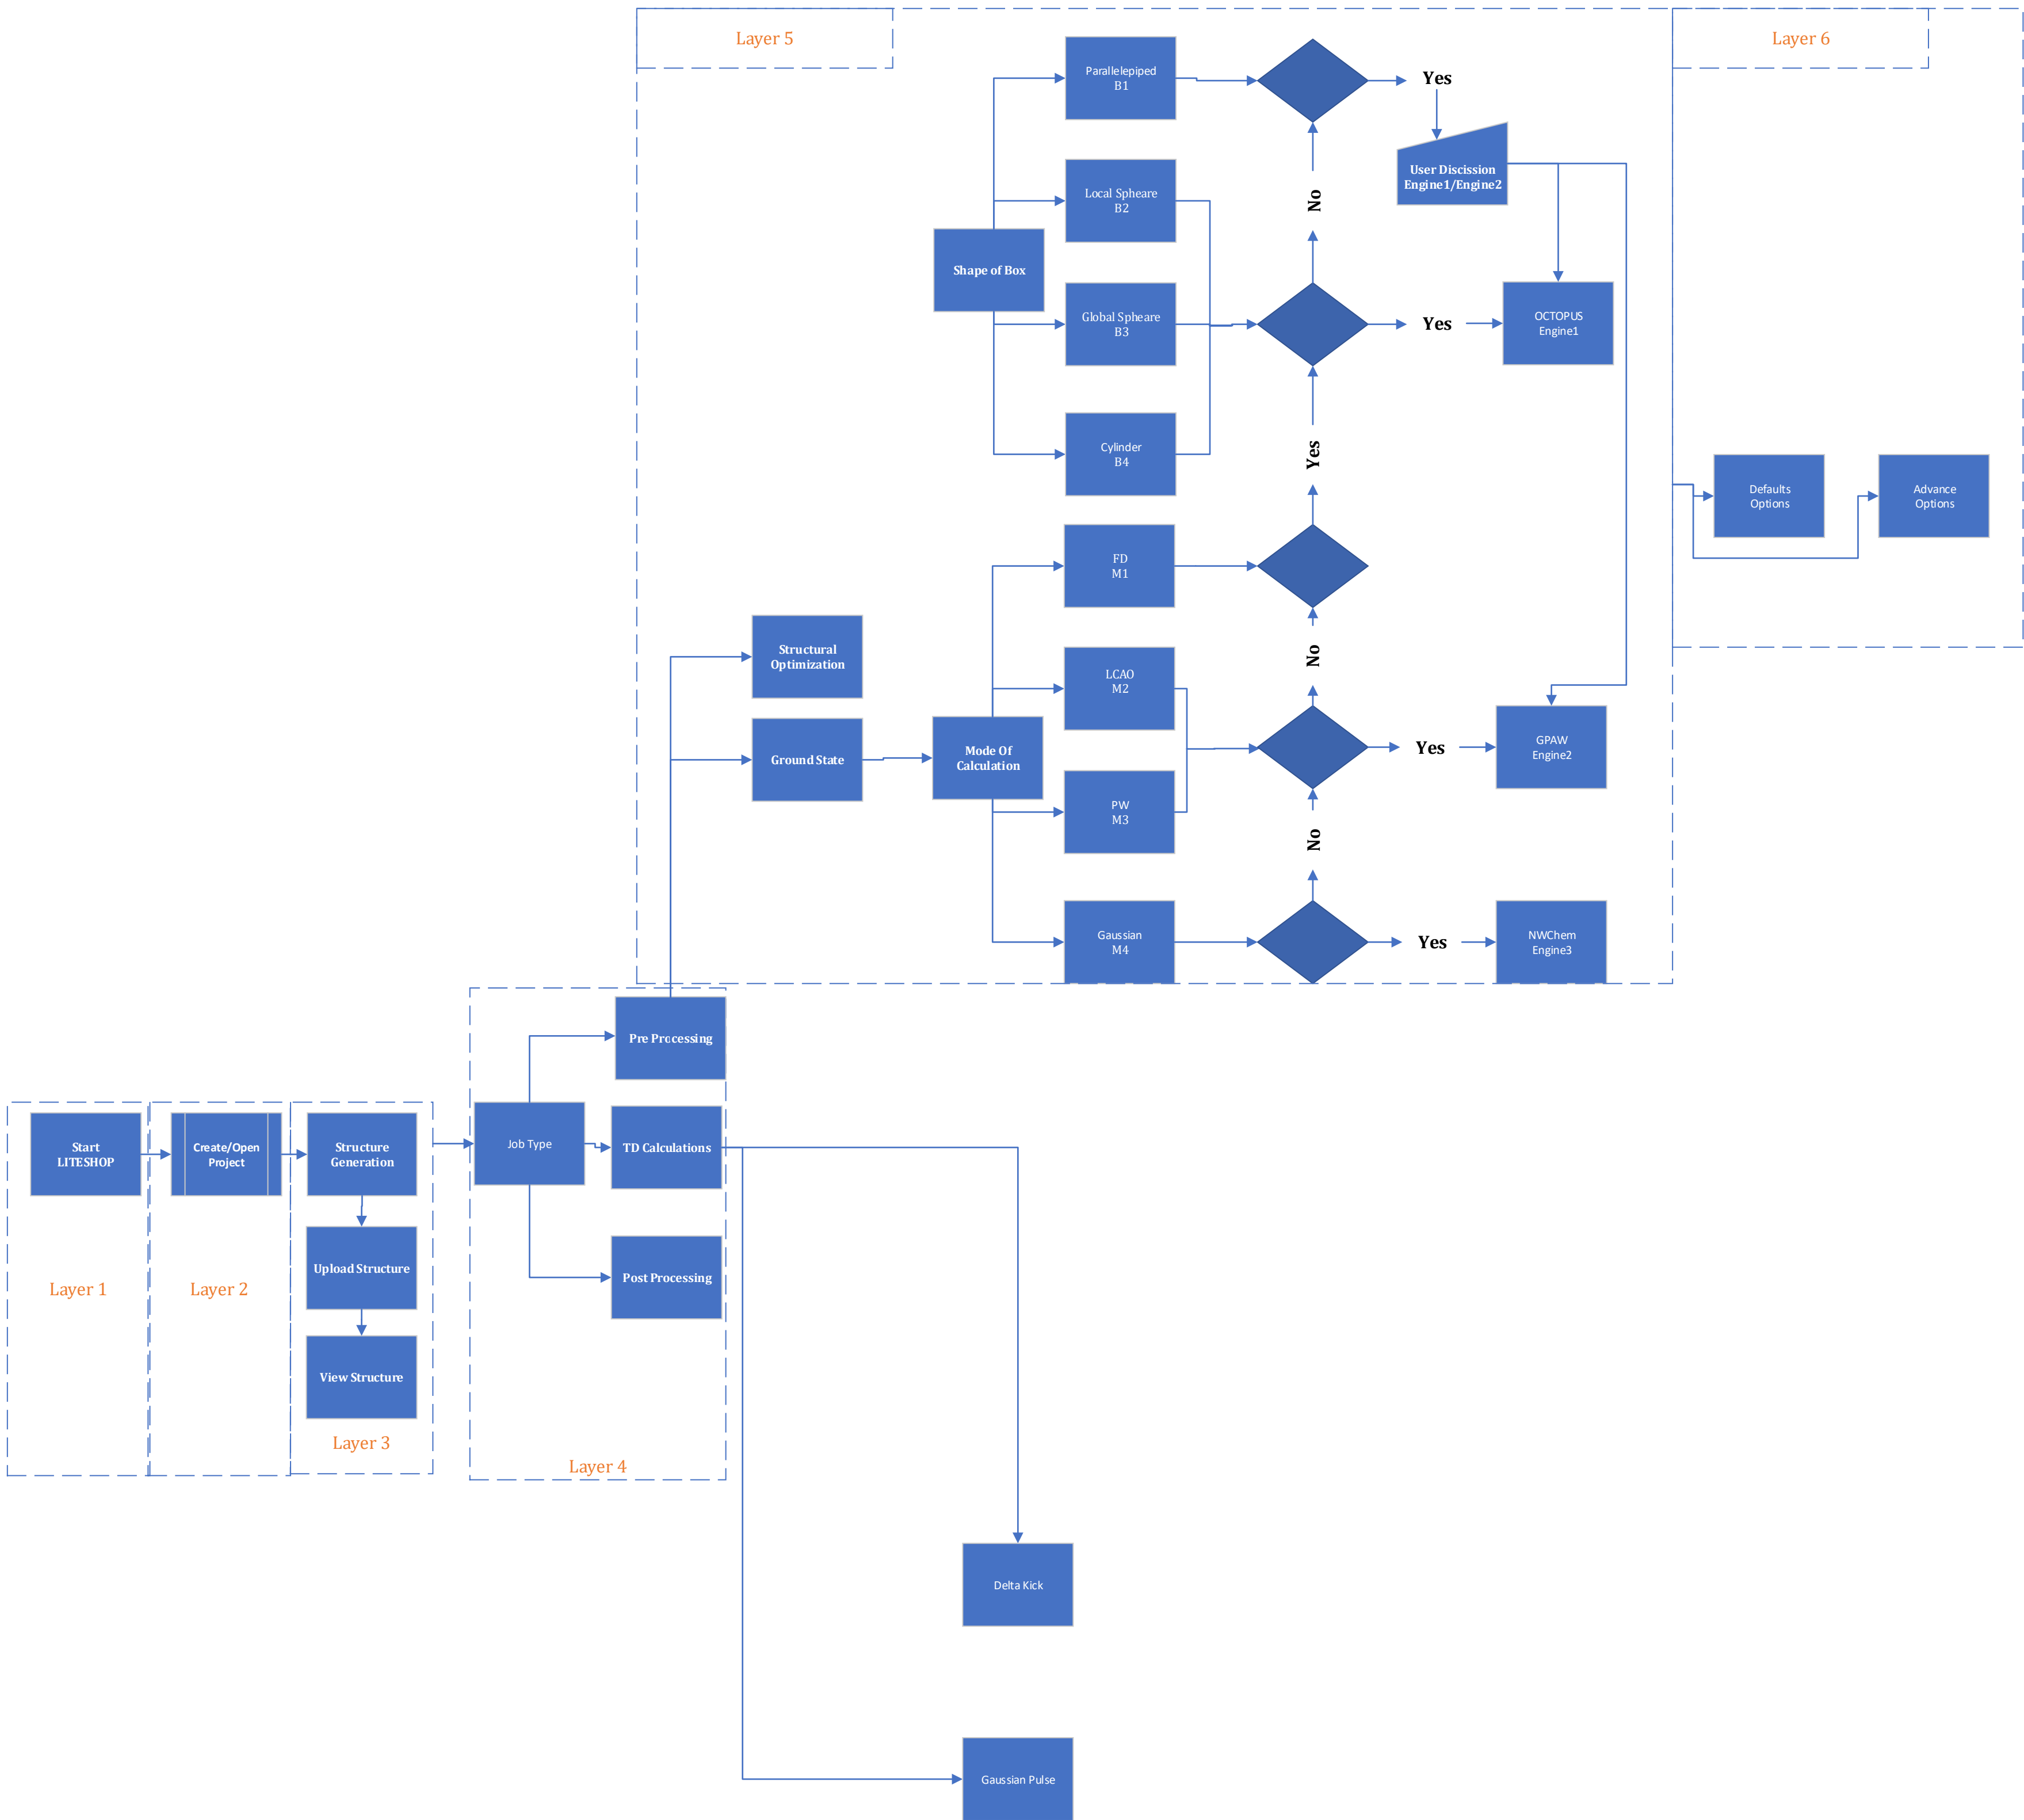 Layer 5
Layer 6
Parallelepiped
B1
Yes
User Discission
Engine1/Engine2
Local Spheare
B2
No
Shape of Box
Global Spheare
B3
Yes
OCTOPUS
Engine1
Cylinder
B4
Yes
Defaults
Options
Advance
Options
FD
M1
Structural
Optimization
No
LCAO
M2
Ground State
Mode Of
Calculation
Yes
GPAW
Engine2
PW
M3
No
Gaussian
M4
Yes
NWChem
Engine3
Pre Processing
Start
LITESHOP
Create/Open
Project
Structure
Generation
Job Type
TD Calculations
Upload Structure
Post Processing
Layer 1
Layer 2
View Structure
Layer 3
Layer 4
Delta Kick
Gaussian Pulse